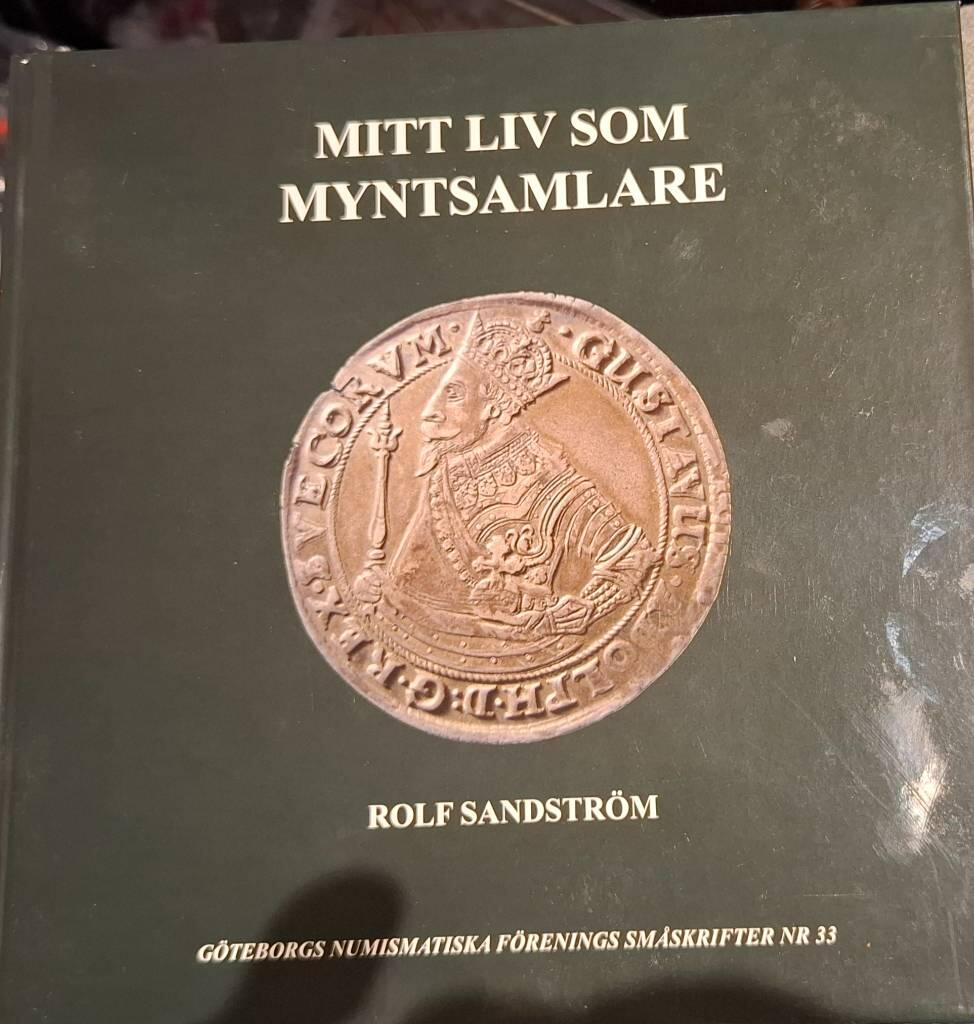 MITT LIV SOM
MYNTSAMLARE
· GUSTAVUS · ADOLPH · D: G · REX · SVECORVM ·
ROLF SANDSTRÖM
GÖTEBORGS NUMISMATISKA FÖRENINGS SMÅSKRIFTER NR 33